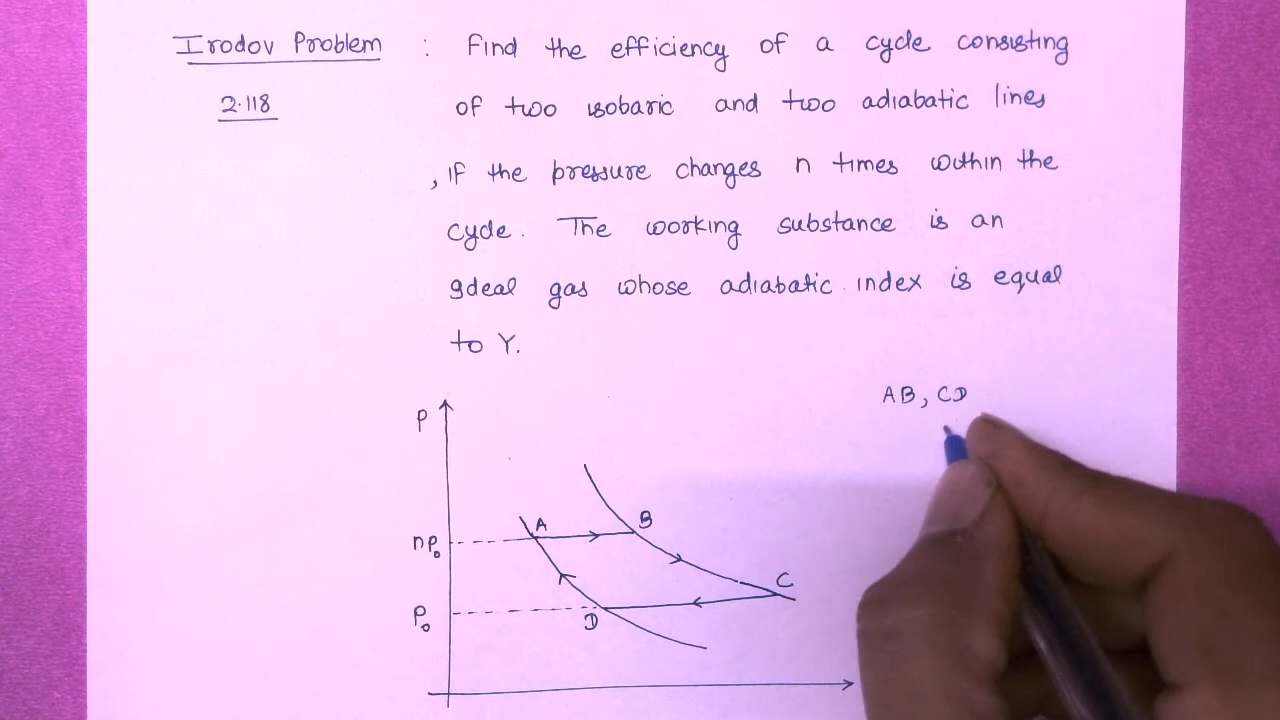 Irodov Problem : Find the efficiency of a cycle consisting
2.118 of two isobaric and two adiabatic lines
, if the pressure changes n times within the
cycle. The working substance is an
Ideal gas whose adiabatic index is equal
to γ.
AB, CD
P
A B
nP₀
C
P₀
D